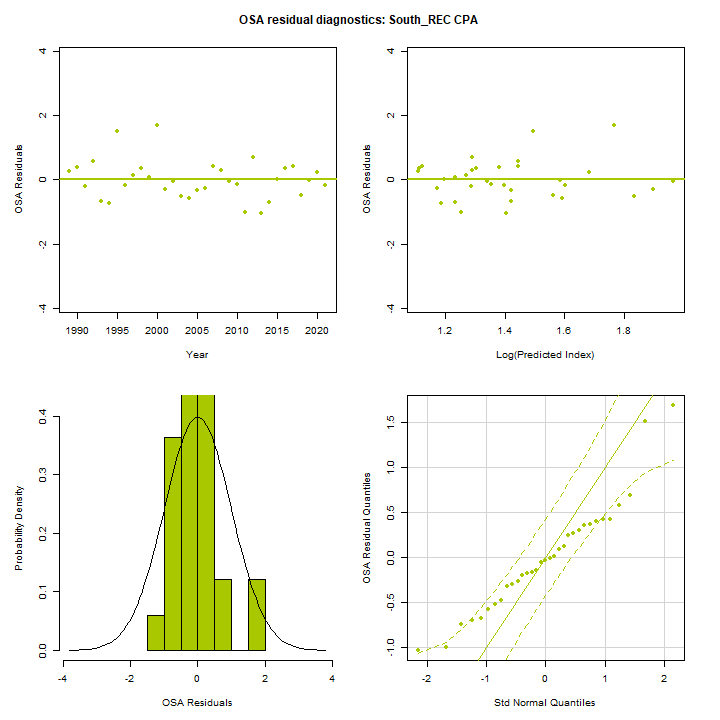 OSA residual diagnostics: South_REC CPA
OSA Residuals
4
2
0
-2
-4
1990 1995 2000 2005 2010 2015 2020
Year
OSA Residuals
4
2
0
-2
-4
1.2 1.4 1.6 1.8
Log(Predicted Index)
Probability Density
0.4
0.3
0.2
0.1
0.0
-4 -2 0 2 4
OSA Residuals
OSA Residual Quantiles
1.5
1.0
0.5
0.0
-0.5
-1.0
-2 -1 0 1 2
Std Normal Quantiles